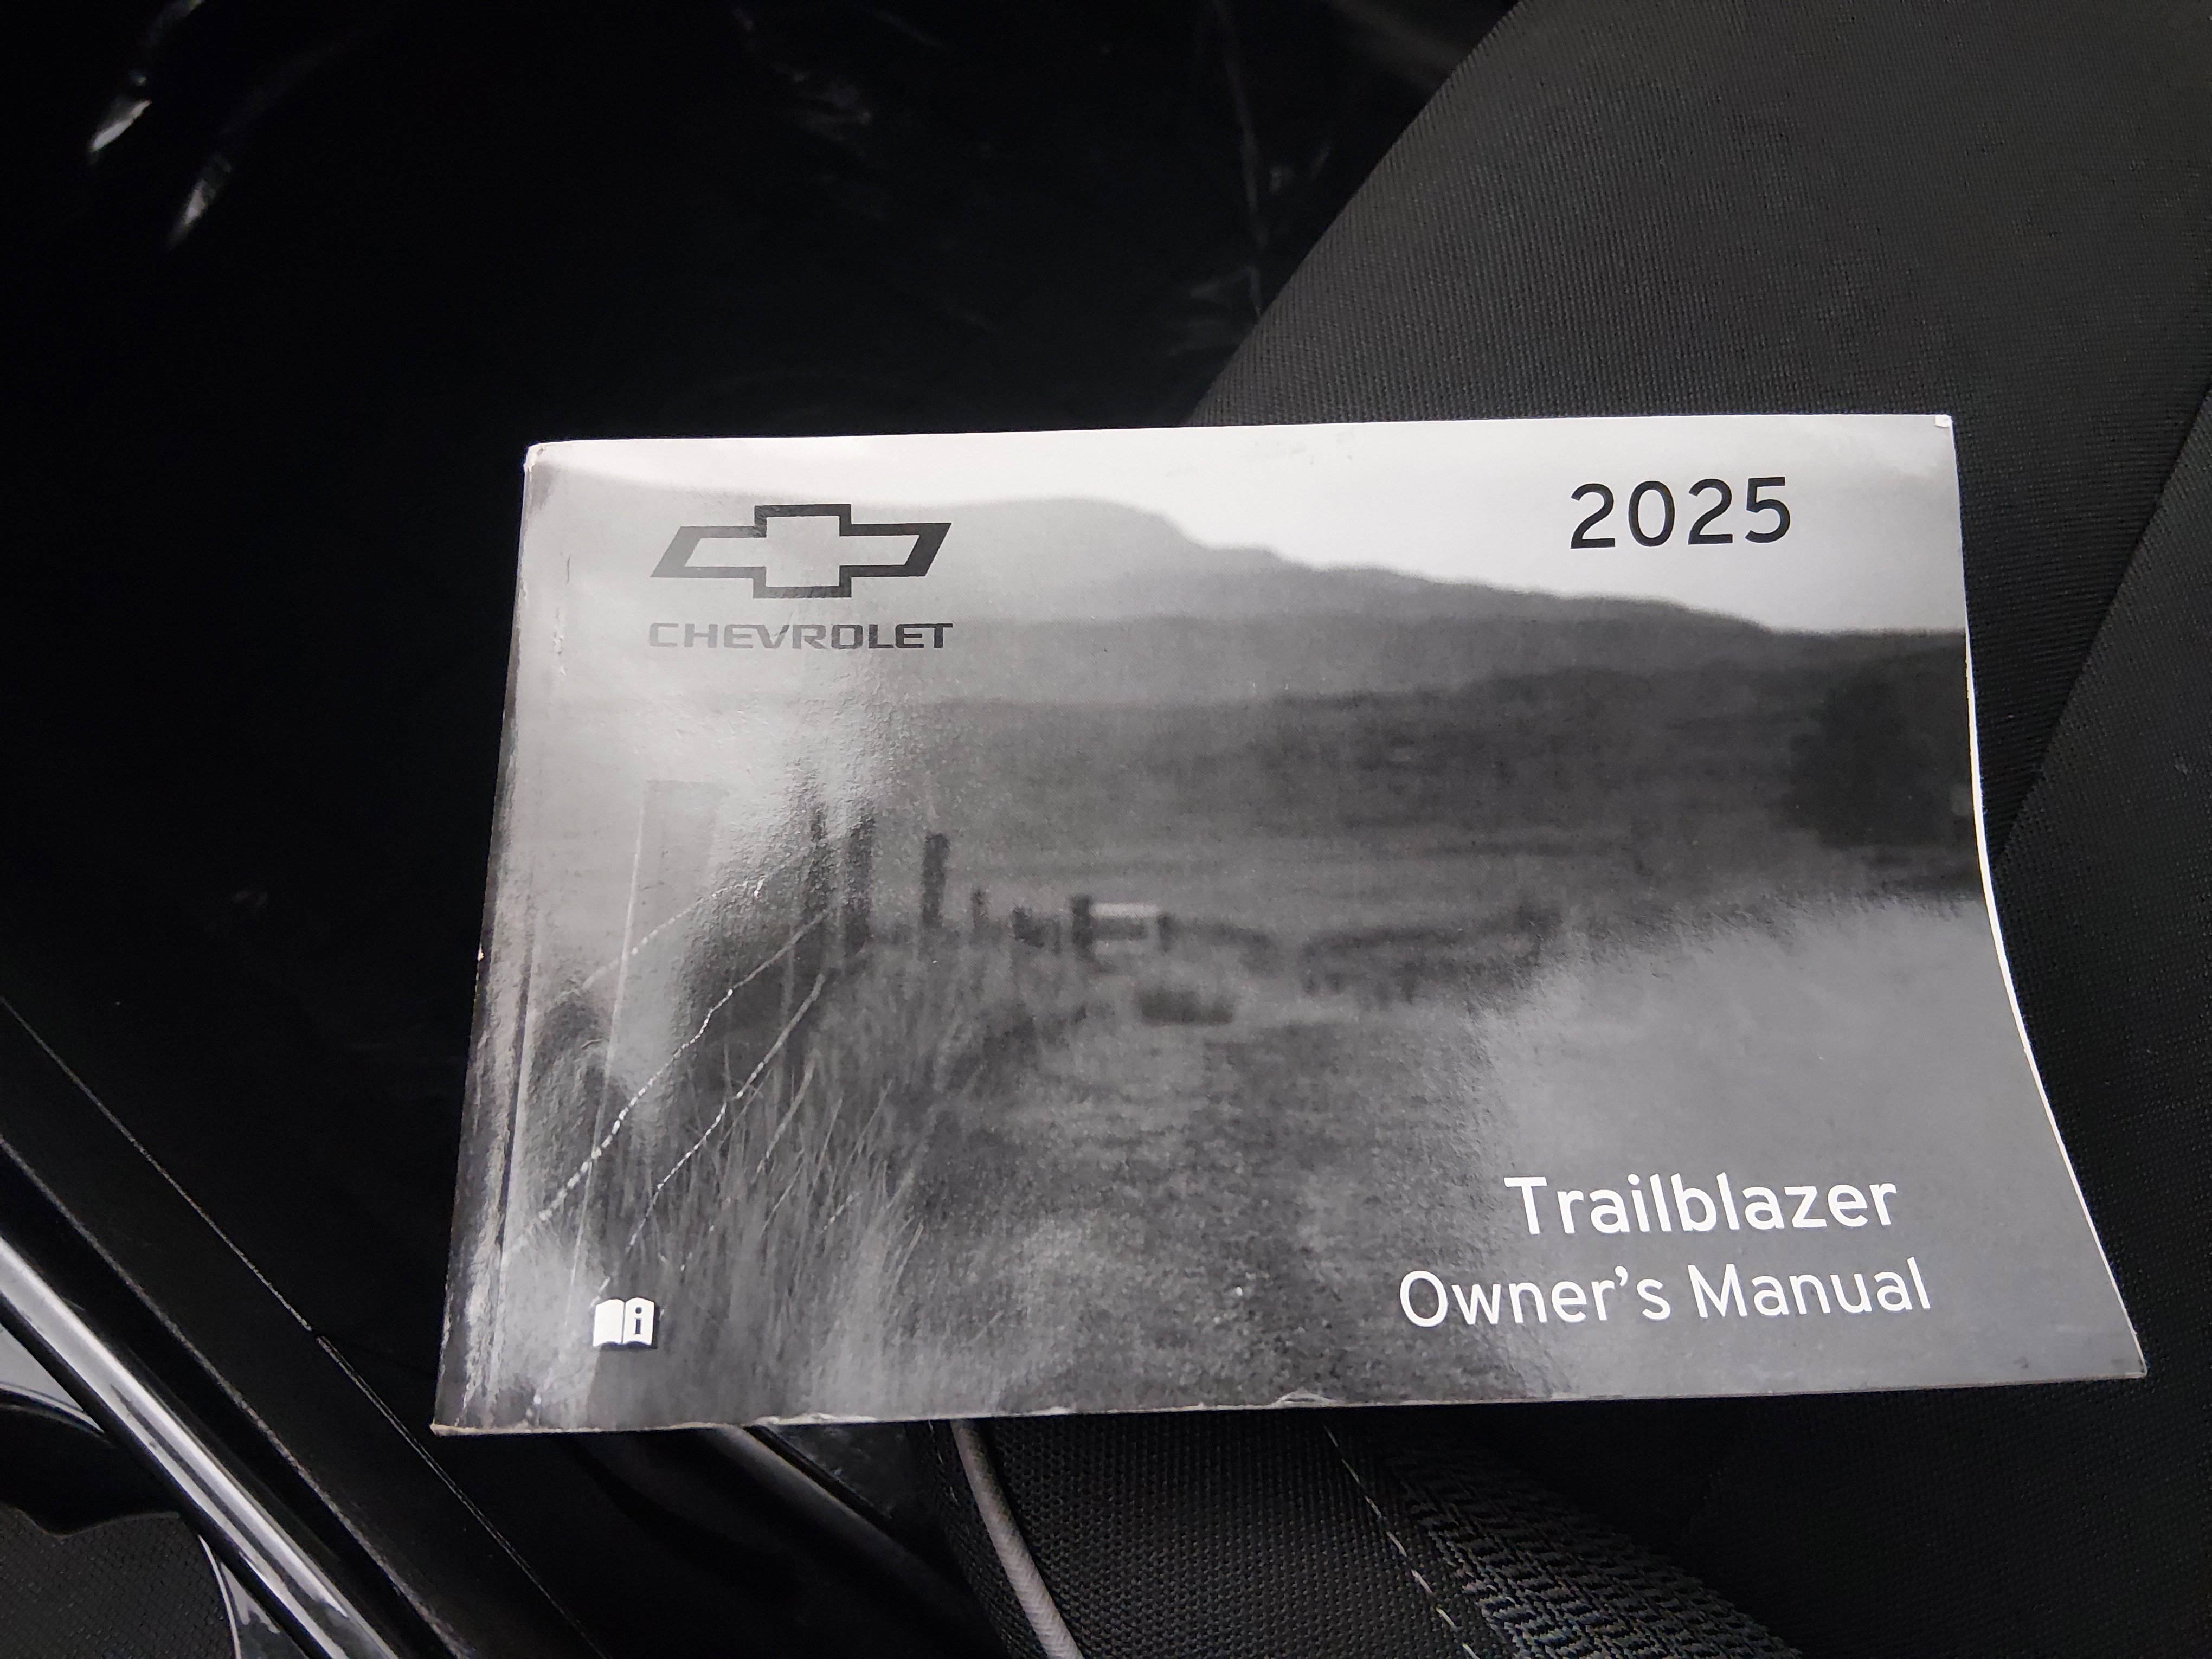 2025
CHEVROLET
Trailblazer
Owner's Manual